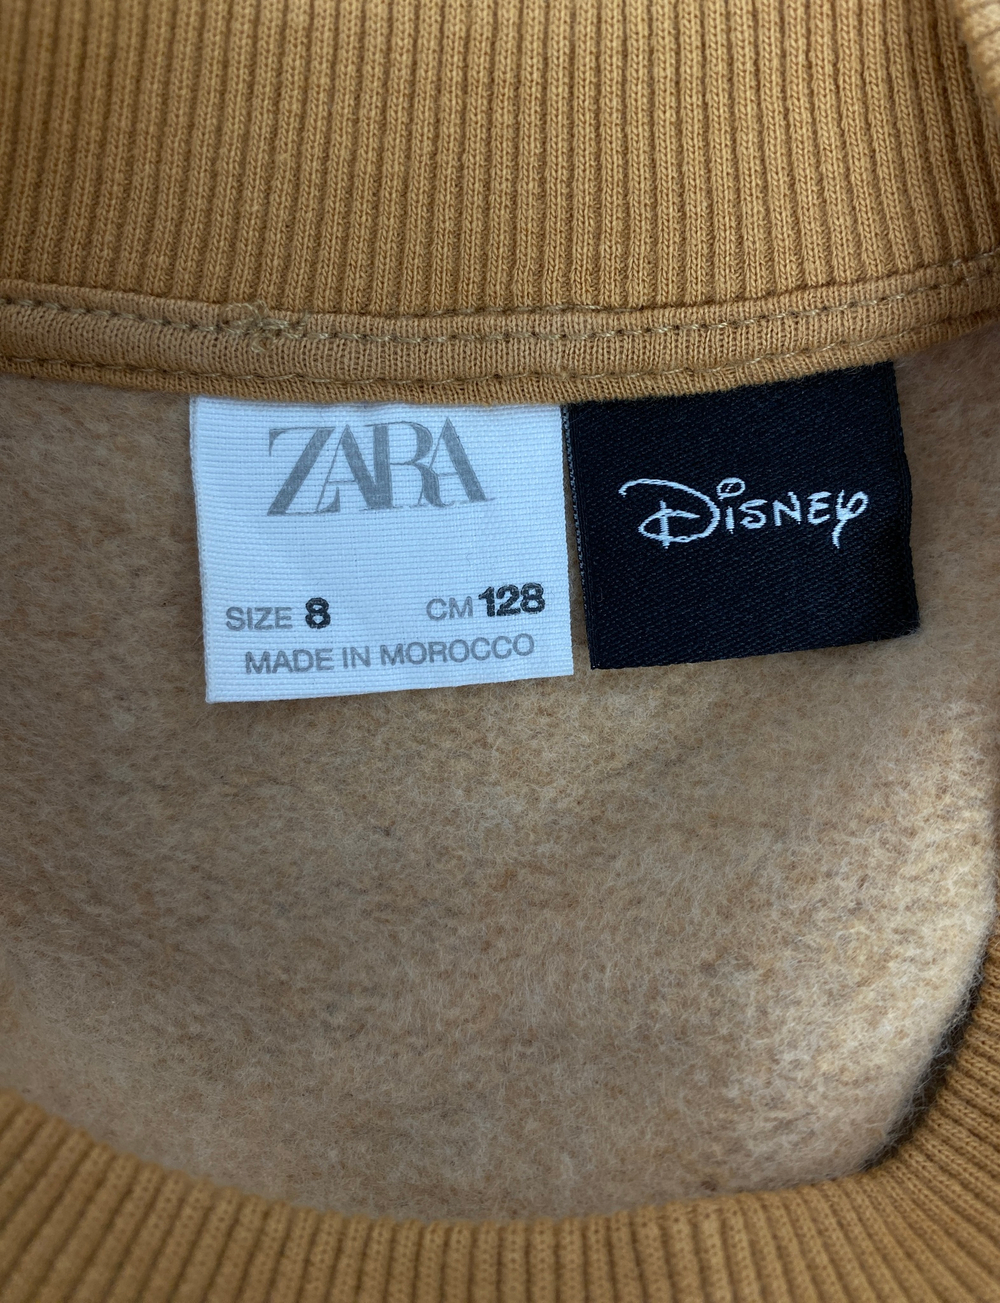 ZARA
SIZE 8 CM 128
MADE IN MOROCCO
Disney